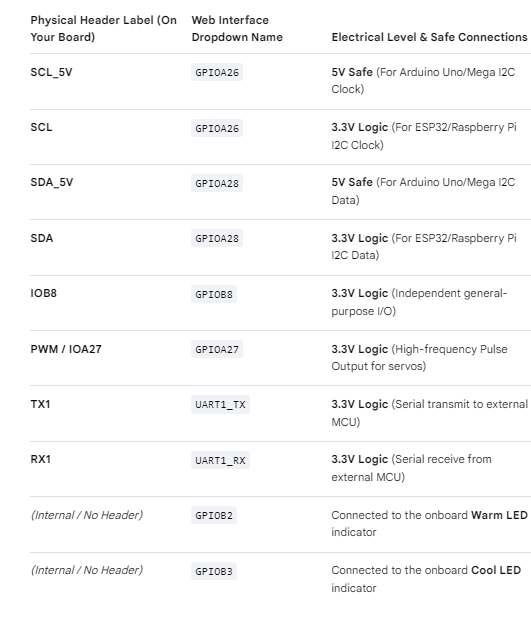 Physical Header Label (On Your Board)
Web Interface Dropdown Name
Electrical Level & Safe Connections
SCL_5V
GPIOA26
5V Safe (For Arduino Uno/Mega I2C
Clock)
SCL
GPIOA26
3.3V Logic (For ESP32/Raspberry Pi
I2C Clock)
SDA_5V
GPIOA28
5V Safe (For Arduino Uno/Mega I2C
Data)
SDA
GPIOA28
3.3V Logic (For ESP32/Raspberry Pi
I2C Data)
IOB8
GPIOB8
3.3V Logic (Independent general-
purpose I/O)
PWM / IOA27
GPIOA27
3.3V Logic (High-frequency Pulse
Output for servos)
TX1
UART1_TX
3.3V Logic (Serial transmit to external
MCU)
RX1
UART1_RX
3.3V Logic (Serial receive from
external MCU)
(Internal / No Header)
GPIOB2
Connected to the onboard Warm LED
indicator
(Internal / No Header)
GPIOB3
Connected to the onboard Cool LED
indicator